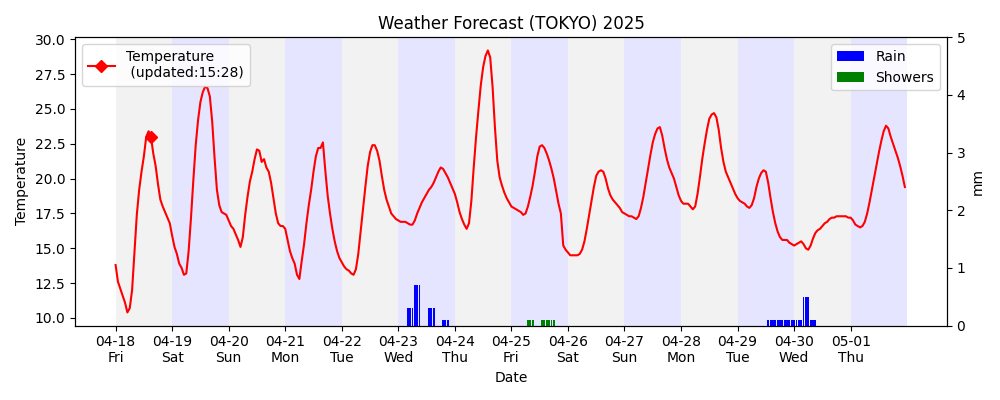 Weather Forecast (TOKYO) 2025
Temperature
(updated:15:28)
Rain
Showers
Temperature
30.0
27.5
25.0
22.5
20.0
17.5
15.0
12.5
10.0
5
4
3
2
1
0
mm
04-18 04-19 04-20 04-21 04-22 04-23 04-24 04-25 04-26 04-27 04-28 04-29 04-30 05-01
Fri Sat Sun Mon Tue Wed Thu Fri Sat Sun Mon Tue Wed Thu
Date